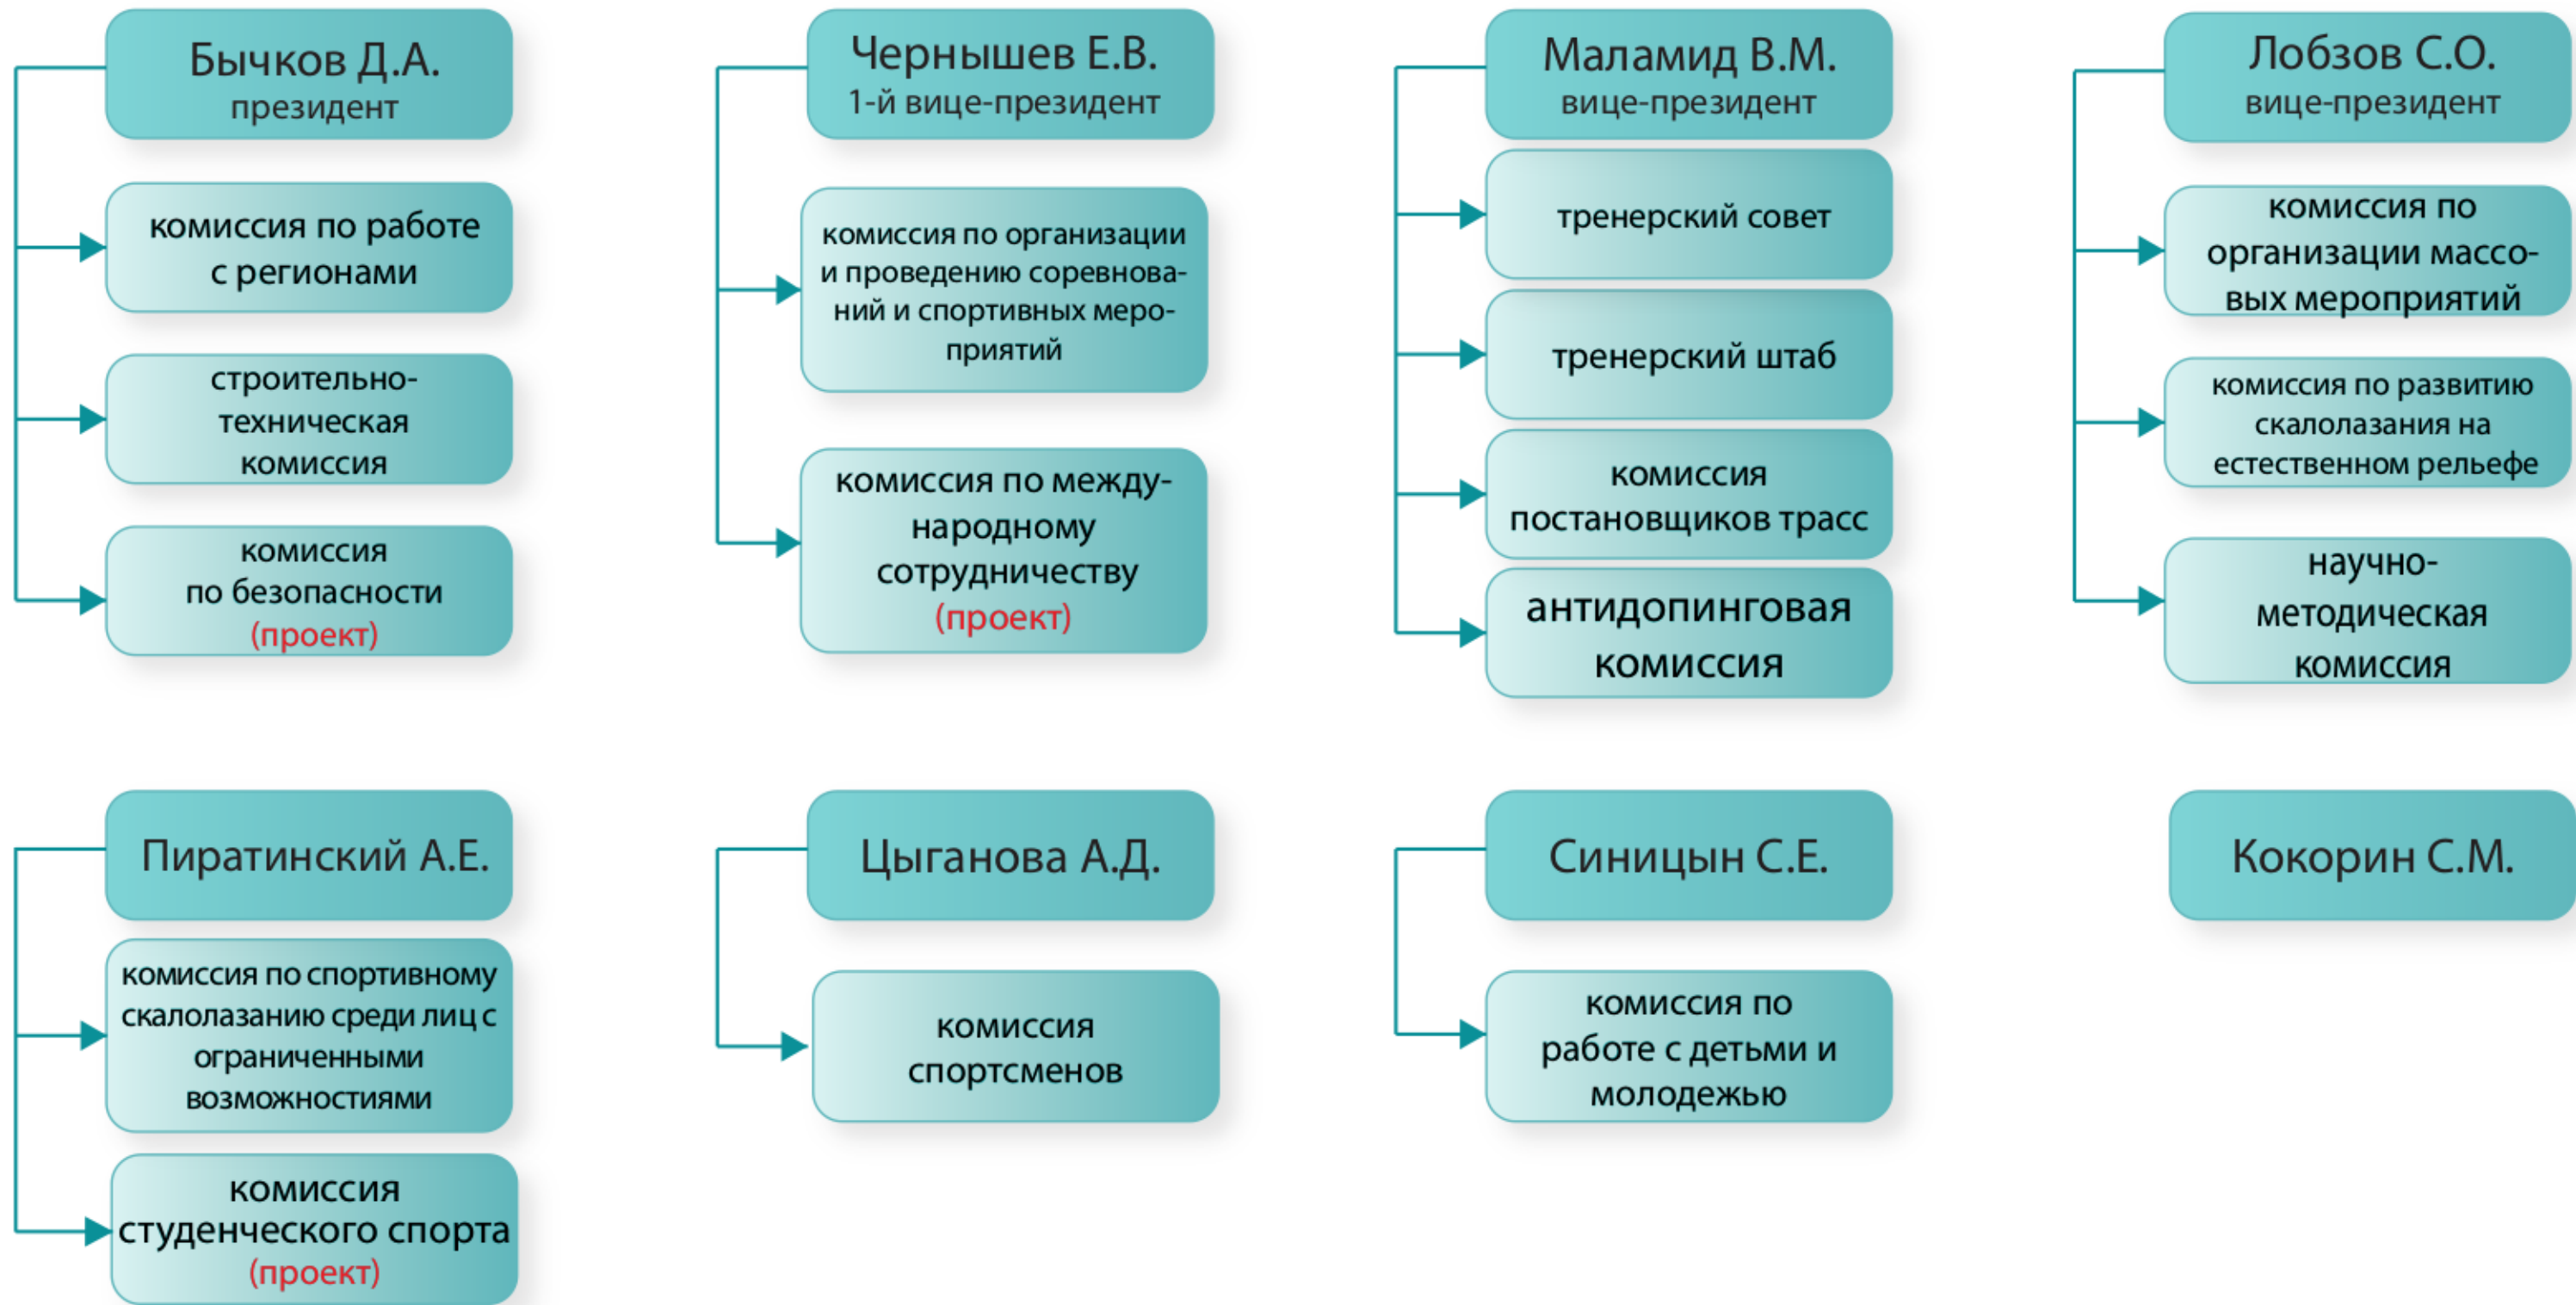 Бычков Д.А.
президент
комиссия по работе
с регионами
строительно-
техническая
комиссия
комиссия
по безопасности
(проект)
Чернышев Е.В.
1-й вице-президент
комиссия по организации
и проведению соревнова-
ний и спортивных меро-
приятий
комиссия по между-
народному
сотрудничеству
(проект)
Маламид В.М.
вице-президент
тренерский совет
тренерский штаб
комиссия
постановщиков трасс
антидопинговая
комиссия
Лобзов С.О.
вице-президент
комиссия по
организации массо-
вых мероприятий
комиссия по развитию
скалолазания на
естественном рельефе
научно-
методическая
комиссия
Пиратинский А.Е.
комиссия по спортивному
скалолазанию среди лиц с
ограниченными
возможностиями
комиссия
студенческого спорта
(проект)
Цыганова А.Д.
комиссия
спортсменов
Синицын С.Е.
комиссия по
работе с детьми и
молодежью
Кокорин С.М.